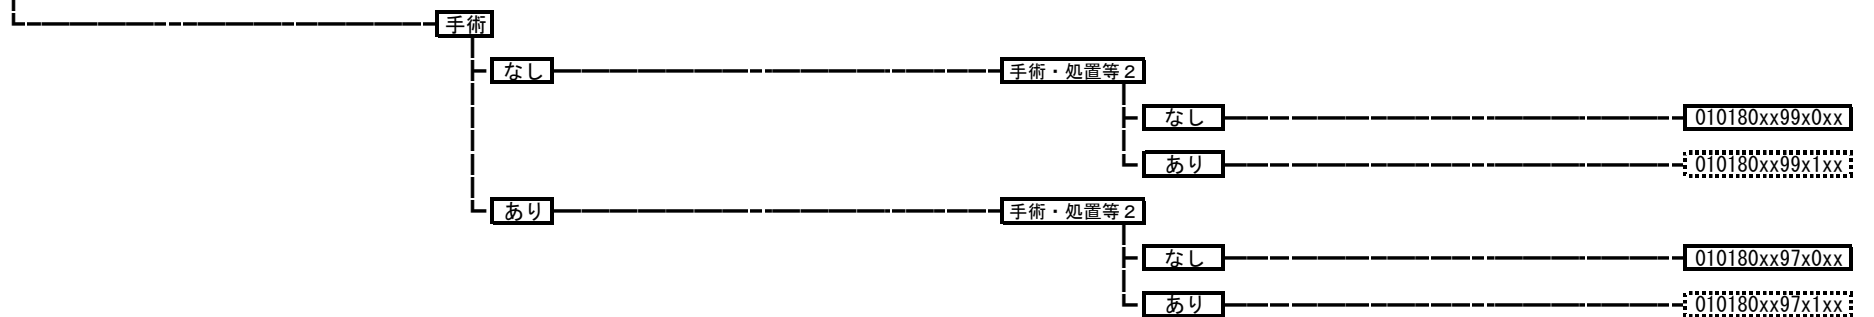 手術
なし 手術・処置等２
なし 010180xx99x0xx
あり 010180xx99x1xx
あり 手術・処置等２
なし 010180xx97x0xx
あり 010180xx97x1xx